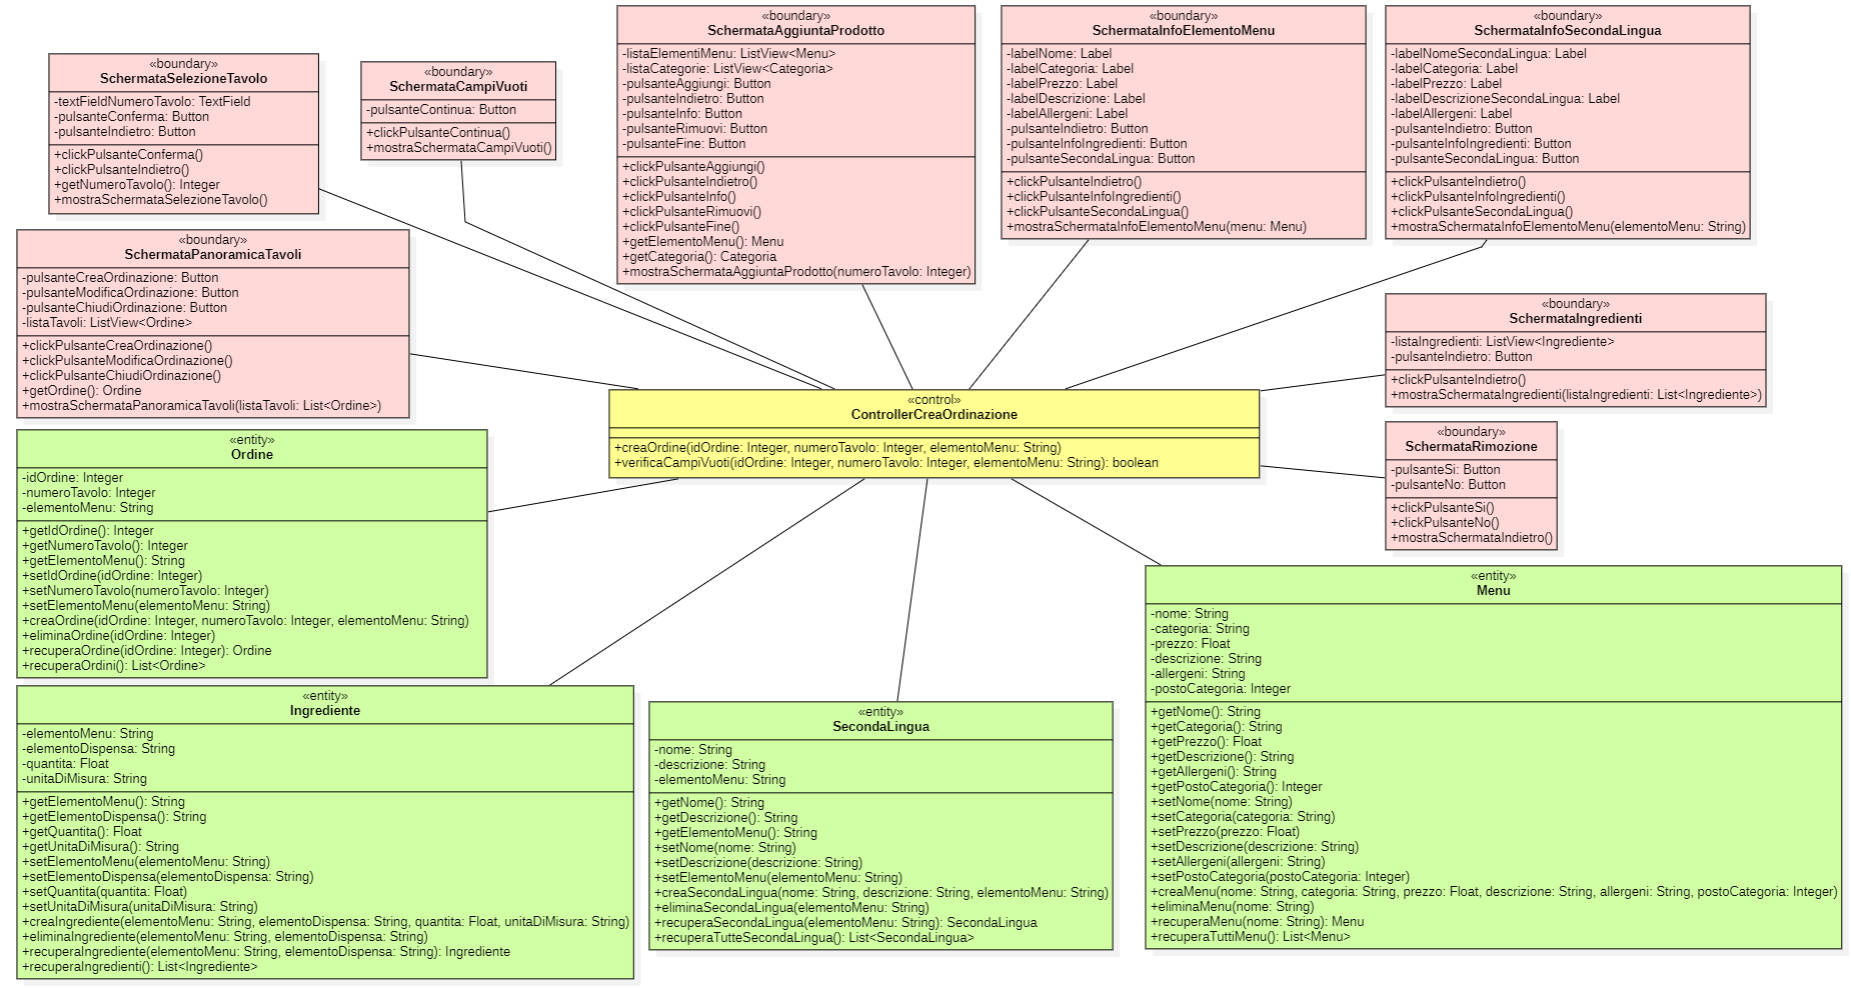 «boundary»
SchermataSelezioneTavolo
-textFieldNumeroTavolo: TextField
-pulsanteConferma: Button
-pulsanteIndietro: Button
+clickPulsanteConferma()
+clickPulsanteIndietro()
+getNumeroTavolo(): Integer
+mostraSchermataSelezioneTavolo()
«boundary»
SchermataCampiVuoti
-pulsanteContinua: Button
+clickPulsanteContinua()
+mostraSchermataCampiVuoti()
«boundary»
SchermataAggiuntaProdotto
-listaElementiMenu: ListView<Menu>
-listaCategorie: ListView<Categoria>
-pulsanteAggiungi: Button
-pulsanteIndietro: Button
-pulsanteInfo: Button
-pulsanteRimuovi: Button
-pulsanteFine: Button
+clickPulsanteAggiungi()
+clickPulsanteIndietro()
+clickPulsanteInfo()
+clickPulsanteRimuovi()
+clickPulsanteFine()
+getElementoMenu(): Menu
+getCategoria(): Categoria
+mostraSchermataAggiuntaProdotto(numeroTavolo: Integer)
«boundary»
SchermataInfoElementoMenu
-labelNome: Label
-labelCategoria: Label
-labelPrezzo: Label
-labelDescrizione: Label
-labelAllergeni: Label
-pulsanteIndietro: Button
-pulsanteInfoIngredienti: Button
-pulsanteSecondaLingua: Button
+clickPulsanteIndietro()
+clickPulsanteInfoIngredienti()
+clickPulsanteSecondaLingua()
+mostraSchermataInfoElementoMenu(menu: Menu)
«boundary»
SchermataInfoSecondaLingua
-labelNomeSecondaLingua: Label
-labelCategoria: Label
-labelPrezzo: Label
-labelDescrizioneSecondaLingua: Label
-labelAllergeni: Label
-pulsanteIndietro: Button
-pulsanteInfoIngredienti: Button
-pulsanteSecondaLingua: Button
+clickPulsanteIndietro()
+clickPulsanteInfoIngredienti()
+clickPulsanteSecondaLingua()
+mostraSchermataInfoElementoMenu(elementoMenu: String)
«boundary»
SchermataPanoramicaTavoli
-pulsanteCreaOrdinazione: Button
-pulsanteModificaOrdinazione: Button
-pulsanteChiudiOrdinazione: Button
-listaTavoli: ListView<Ordine>
+clickPulsanteCreaOrdinazione()
+clickPulsanteModificaOrdinazione()
+clickPulsanteChiudiOrdinazione()
+getOrdine(): Ordine
+mostraSchermataPanoramicaTavoli(listaTavoli: List<Ordine>)
«boundary»
SchermataIngredienti
-listaIngredienti: ListView<Ingrediente>
-pulsanteIndietro: Button
+clickPulsanteIndietro()
+mostraSchermataIngredienti(listaIngredienti: List<Ingrediente>)
«control»
ControllerCreaOrdinazione
+creaOrdine(idOrdine: Integer, numeroTavolo: Integer, elementoMenu: String)
+verificaCampiVuoti(idOrdine: Integer, numeroTavolo: Integer, elementoMenu: String): boolean
«boundary»
SchermataRimozione
-pulsanteSi: Button
-pulsanteNo: Button
+clickPulsanteSi()
+clickPulsanteNo()
+mostraSchermataIndietro()
«entity»
Ordine
-idOrdine: Integer
-numeroTavolo: Integer
-elementoMenu: String
+getIdOrdine(): Integer
+getNumeroTavolo(): Integer
+getElementoMenu(): String
+setIdOrdine(idOrdine: Integer)
+setNumeroTavolo(numeroTavolo: Integer)
+setElementoMenu(elementoMenu: String)
+creaOrdine(idOrdine: Integer, numeroTavolo: Integer, elementoMenu: String)
+eliminaOrdine(idOrdine: Integer)
+recuperaOrdine(idOrdine: Integer): Ordine
+recuperaOrdini(): List<Ordine>
«entity»
Ingrediente
-elementoMenu: String
-elementoDispensa: String
-quantita: Float
-unitaDiMisura: String
+getElementoMenu(): String
+getElementoDispensa(): String
+getQuantita(): Float
+getUnitaDiMisura(): String
+setElementoMenu(elementoMenu: String)
+setElementoDispensa(elementoDispensa: String)
+setQuantita(quantita: Float)
+setUnitaDiMisura(unitaDiMisura: String)
+creaIngrediente(elementoMenu: String, elementoDispensa: String, quantita: Float, unitaDiMisura: String)
+eliminaIngrediente(elementoMenu: String, elementoDispensa: String)
+recuperaIngrediente(elementoMenu: String, elementoDispensa: String): Ingrediente
+recuperaIngredienti(): List<Ingrediente>
«entity»
SecondaLingua
-nome: String
-descrizione: String
-elementoMenu: String
+getNome(): String
+getDescrizione(): String
+getElementoMenu(): String
+setNome(nome: String)
+setDescrizione(descrizione: String)
+setElementoMenu(elementoMenu: String)
+creaSecondaLingua(nome: String, descrizione: String, elementoMenu: String)
+eliminaSecondaLingua(elementoMenu: String)
+recuperaSecondaLingua(elementoMenu: String): SecondaLingua
+recuperaTutteSecondaLingua(): List<SecondaLingua>
«entity»
Menu
-nome: String
-categoria: String
-prezzo: Float
-descrizione: String
-allergeni: String
-postoCategoria: Integer
+getNome(): String
+getCategoria(): String
+getPrezzo(): Float
+getDescrizione(): String
+getAllergeni(): String
+getPostoCategoria(): Integer
+setNome(nome: String)
+setCategoria(categoria: String)
+setPrezzo(prezzo: Float)
+setDescrizione(descrizione: String)
+setAllergeni(allergeni: String)
+setPostoCategoria(postoCategoria: Integer)
+creaMenu(nome: String, categoria: String, prezzo: Float, descrizione: String, allergeni: String, postoCategoria: Integer)
+eliminaMenu(nome: String)
+recuperaMenu(nome: String): Menu
+recuperaTuttiMenu(): List<Menu>